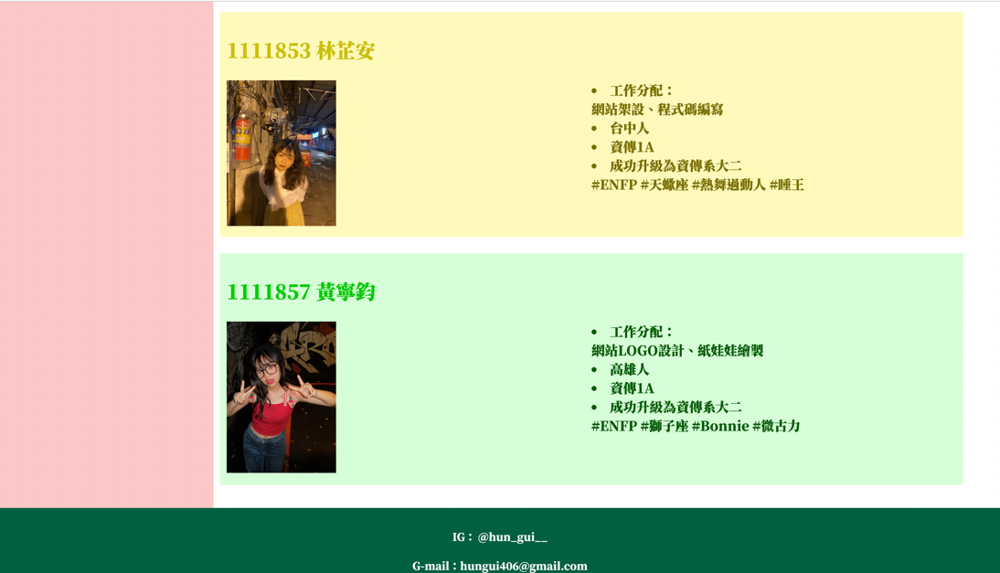 1111853 林芷安
工作分配：
網站架設、程式碼編寫
台中人
資傳1A
成功升級為資傳系大二
#ENFP #天蠍座 #熱舞過動人 #睡王
1111857 黃寧鈞
工作分配：
網站LOGO設計、紙娃娃繪製
高雄人
資傳1A
成功升級為資傳系大二
#ENFP #獅子座 #Bonnie #微古力
IG： @hun_gui__
G-mail：hungui406@gmail.com